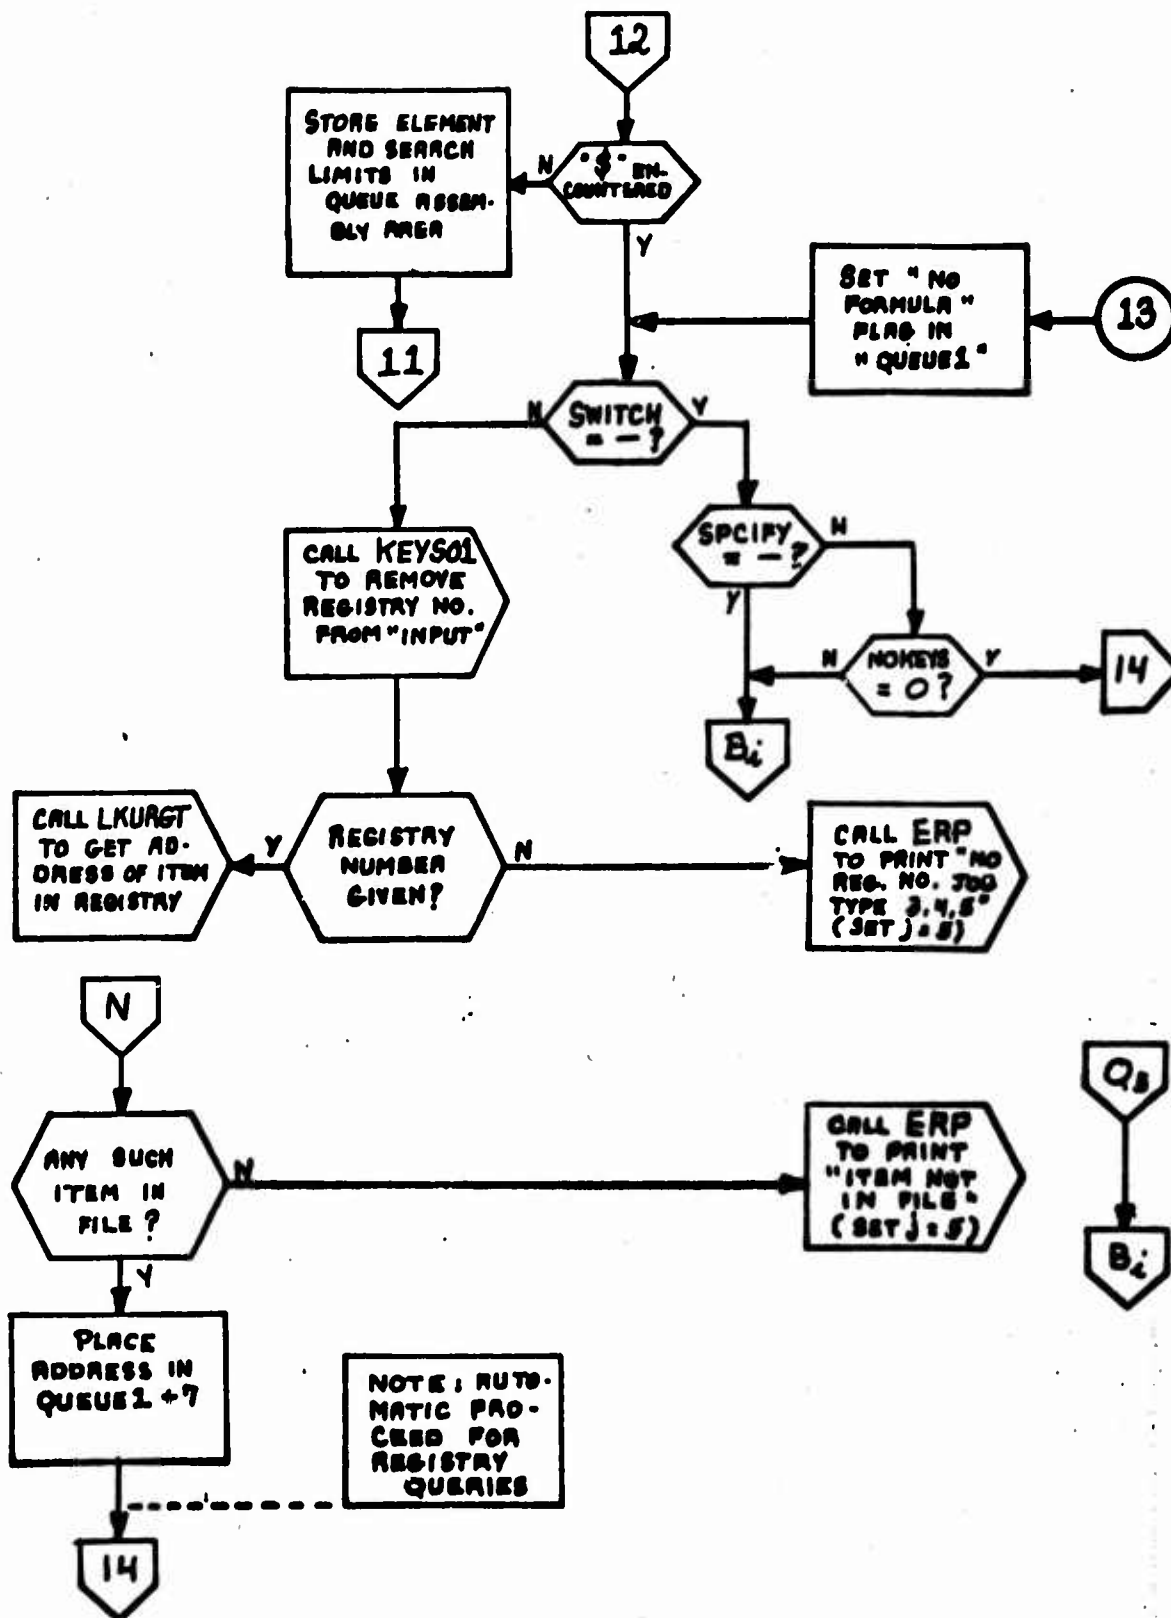 12
STORE ELEMENT
AND SEARCH
LIMITS IN
QUEUE ASSEM-
BLY AREA
N
"$" EN-
COUNTERED
Y
SET "NO
FORMULA"
FLAG IN
"QUEUE1"
13
11
N
SWITCH
= - ?
Y
SPCIFY
= - ?
N
Y
CALL KEYS01
TO REMOVE
REGISTRY NO.
FROM "INPUT"
N
NOKEYS
= 0 ?
Y
14
Bi
CALL LKURGT
TO GET AD-
DRESS OF ITEM
IN REGISTRY
Y
REGISTRY
NUMBER
GIVEN?
N
CALL ERP
TO PRINT "NO
REG. NO. JOB
TYPE 3,4,5"
(SET j = 5)
N
ANY SUCH
ITEM IN
FILE?
N
CALL ERP
TO PRINT
"ITEM NOT
IN FILE"
(SET j = 5)
Q5
Bi
Y
PLACE
ADDRESS IN
QUEUE1 +7
NOTE: AUTO-
MATIC PRO-
CEED FOR
REGISTRY
QUERIES
14